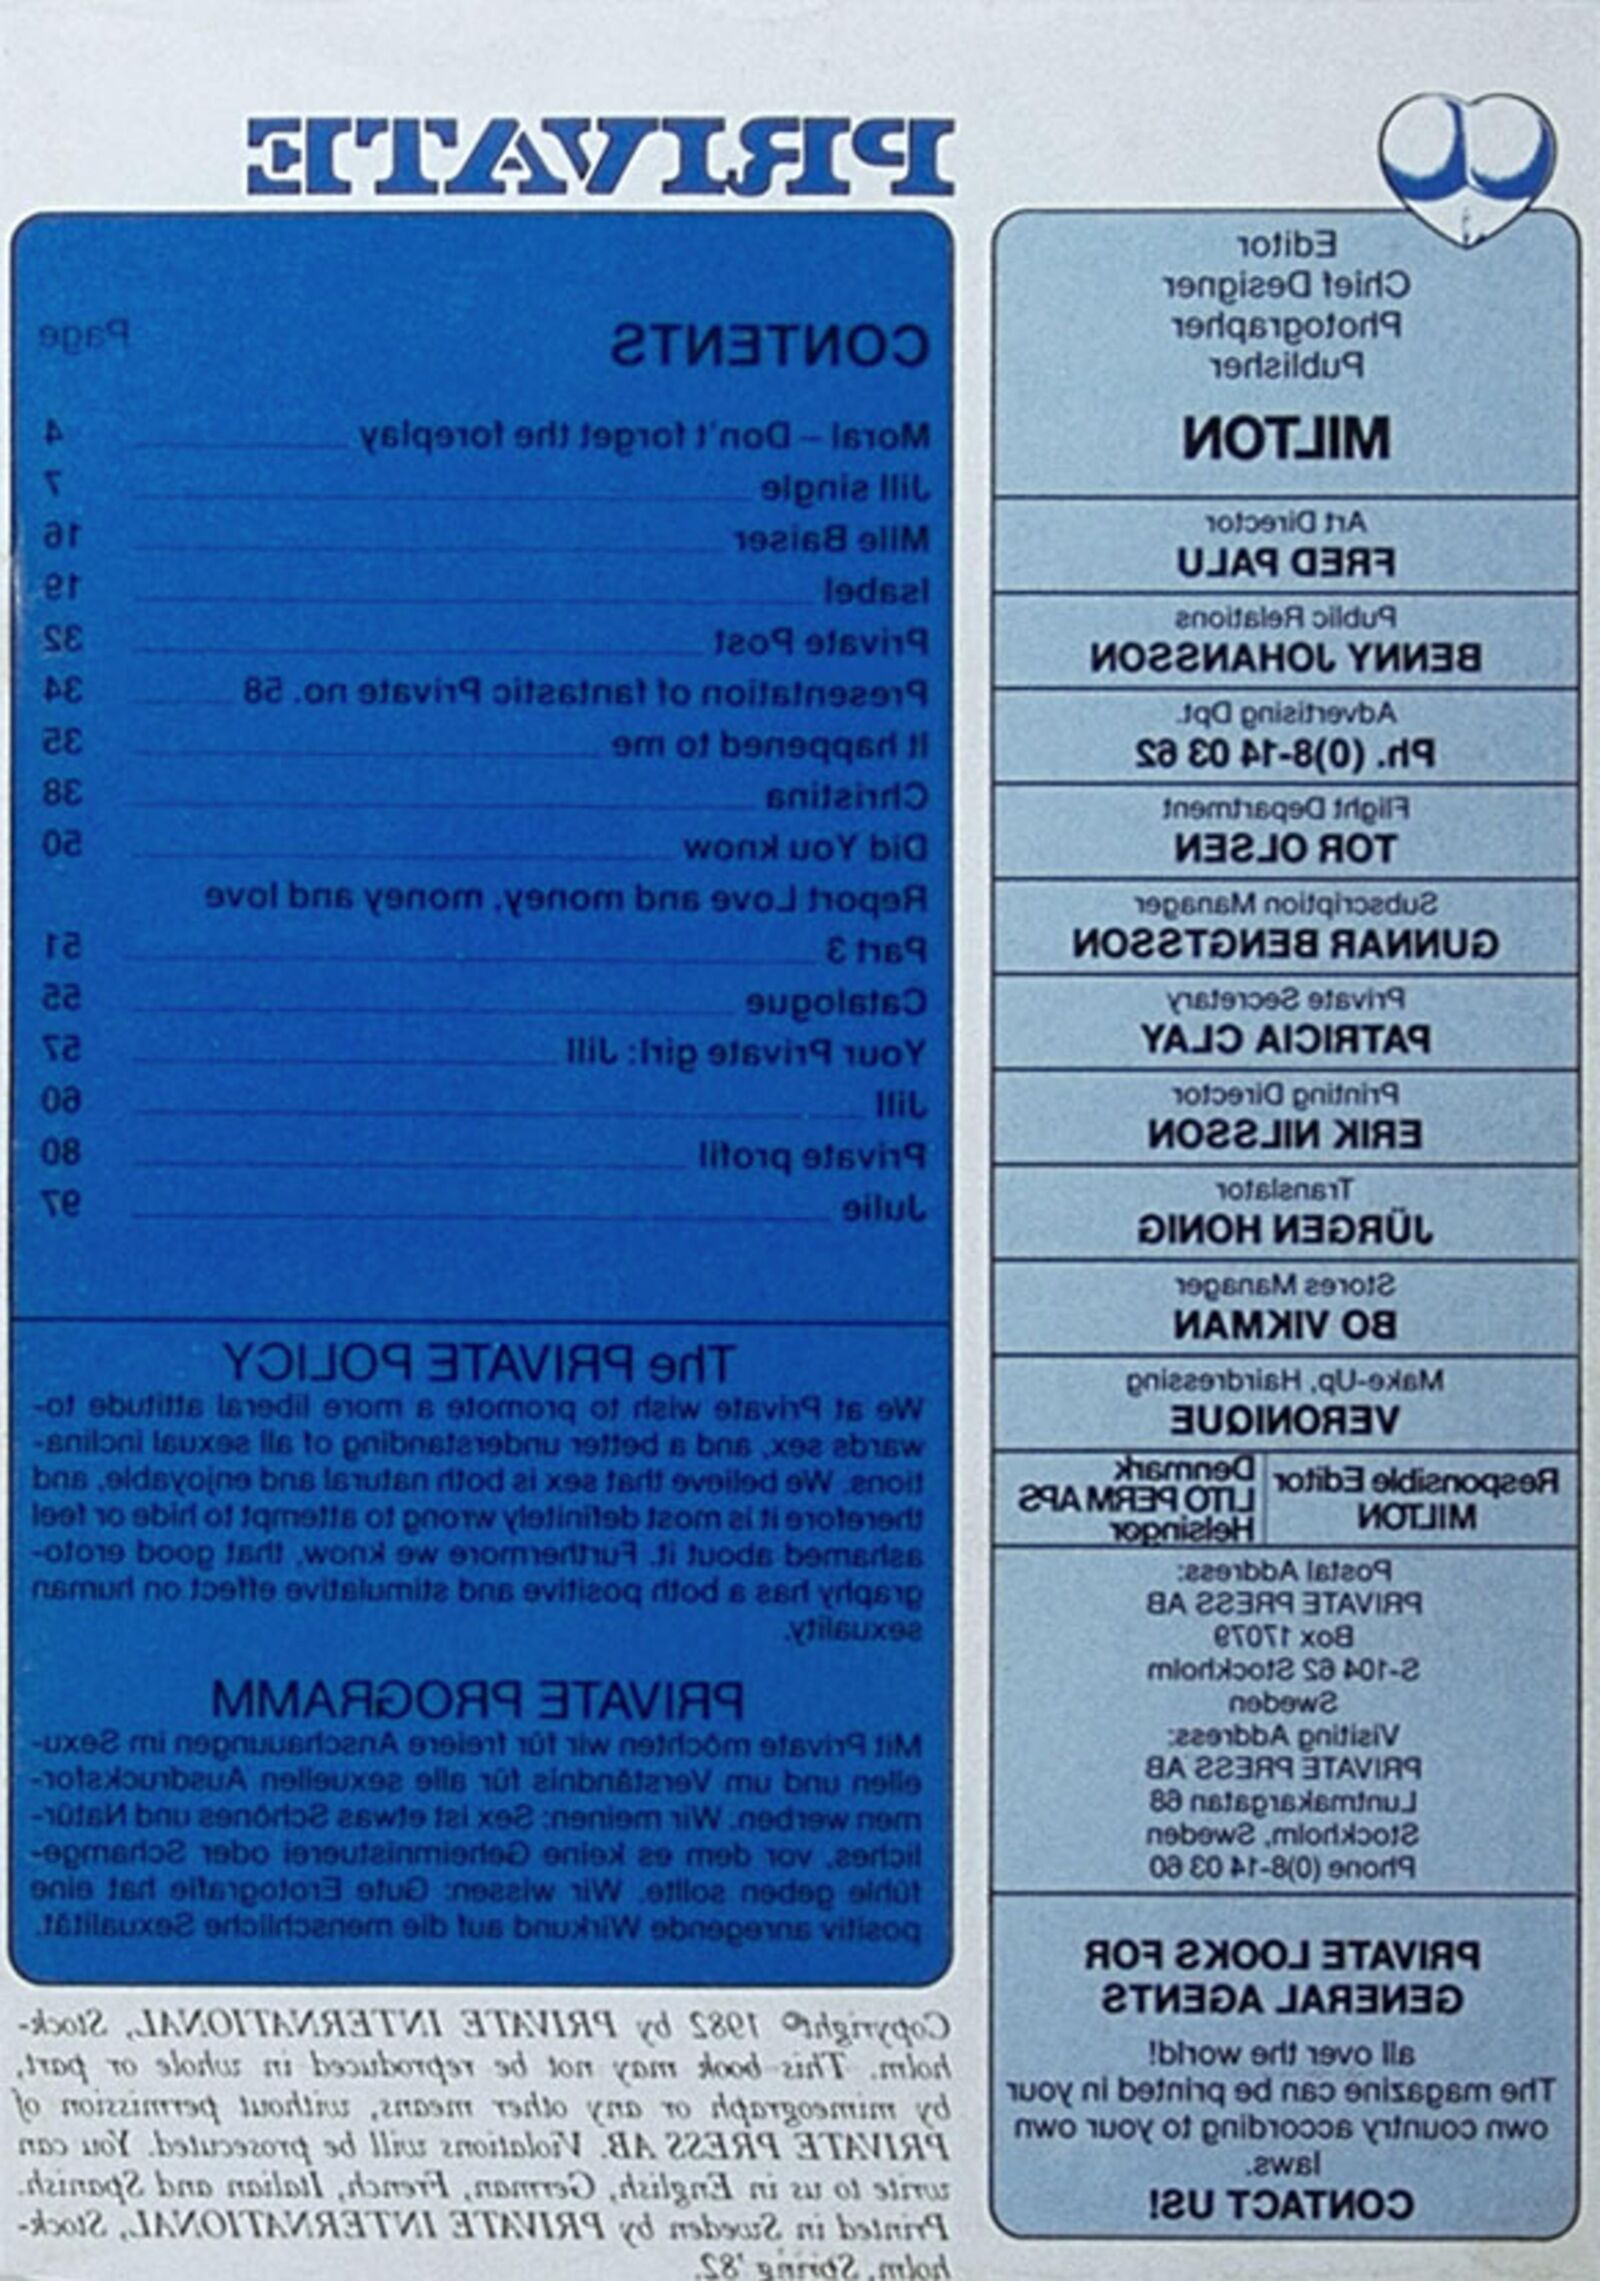 PRIVATE
Editor
Chief Designer
Photographer
Publisher
MILTON
Art Director
FRED PALU
Public Relations
BENNY JOHANSSON
Advertising Dpt.
Ph. (0)8-14 03 62
Flight Department
TOR OLSEN
Subscription Manager
GUNNAR BENGTSSON
Private Secretary
PATRICIA CLAY
Printing Director
ERIK NILSSON
Translator
JÜRGEN HONIG
Stores Manager
BO VIKMAN
Make-Up, Hairdressing
VERONIQUE
Responsible Editor
MILTON
Denmark
LITO PERM APS
Helsingor
Postal Address:
PRIVATE PRESS AB
Box 17079
S-104 62 Stockholm
Sweden
Visiting Address:
PRIVATE PRESS AB
Luntmakargatan 68
Stockholm, Sweden
Phone (0)8-14 03 60
PRIVATE LOOKS FOR
GENERAL AGENTS
all over the world!
The magazine can be printed in your
own country according to your own
laws.
CONTACT US!
CONTENTS Page
Moral – Don't forget the foreplay 4
Jill single 7
Mlle Baiser 16
Isabel 19
Private Post 32
Presentation of fantastic Private no. 58 34
It happened to me 35
Christina 38
Did You know 50
Report Love and money, money and love
Part 3 51
Catalogue 55
Your Private girl: Jill 57
Jill 60
Private profil 80
Julie 97
The PRIVATE POLICY
We at Private wish to promote a more liberal attitude to-
wards sex, and a better understanding of all sexual inclina-
tions. We believe that sex is both natural and enjoyable, and
therefore it is most definitely wrong to attempt to hide or feel
ashamed about it. Furthermore we know, that good eroto-
graphy has a both positive and stimulative effect on human
sexuality.
PRIVATE PROGRAMM
Mit Private möchten wir für freiere Anschauungen im Sexu-
ellen und um Verständnis für alle sexuellen Ausdrucksfor-
men werben. Wir meinen: Sex ist etwas Schönes und Natür-
liches, vor dem es keine Geheimnistuerei oder Schamge-
fühle geben sollte. Wir wissen: Gute Erotografie hat eine
positiv anregende Wirkund auf die menschliche Sexualität.
Copyright© 1982 by PRIVATE INTERNATIONAL, Stock-
holm. This book may not be reproduced in whole or part,
by mimeograph or any other means, without permission of
PRIVATE PRESS AB. Violations will be prosecuted. You can
write to us in English, German, French, Italian and Spanish.
Printed in Sweden by PRIVATE INTERNATIONAL, Stock-
holm, Spring '82.